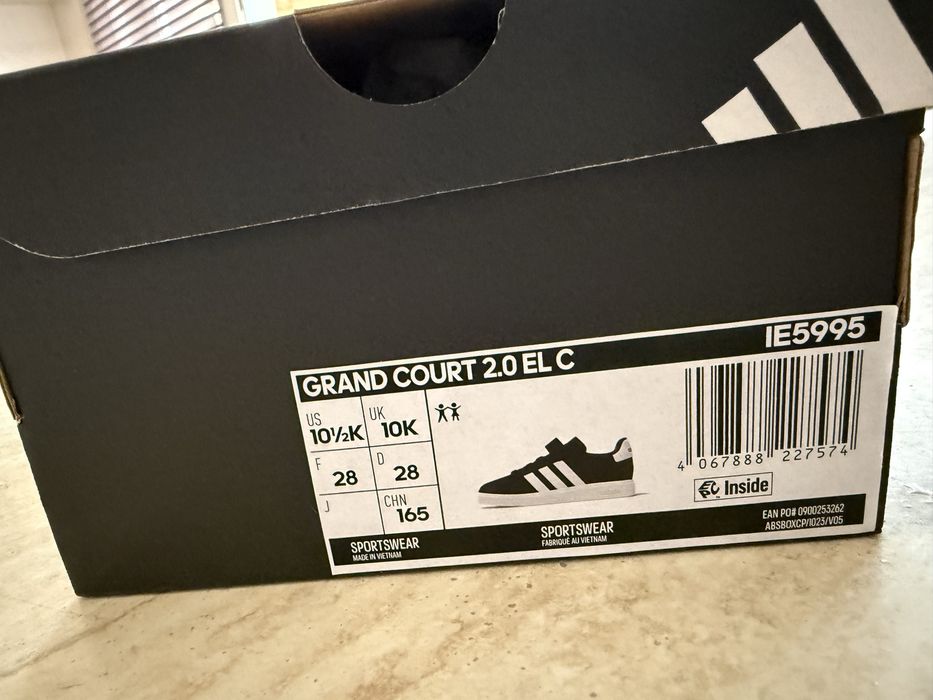 IE5995
GRAND COURT 2.0 EL C
US
10½K
UK
10K
F
28
D
28
J
CHN
165
4 067888 227574
Inside
SPORTSWEAR
MADE IN VIETNAM
SPORTSWEAR
FABRIQUÉ AU VIETNAM
EAN PO# 0900253262
ABSBOXCP/1023/V05